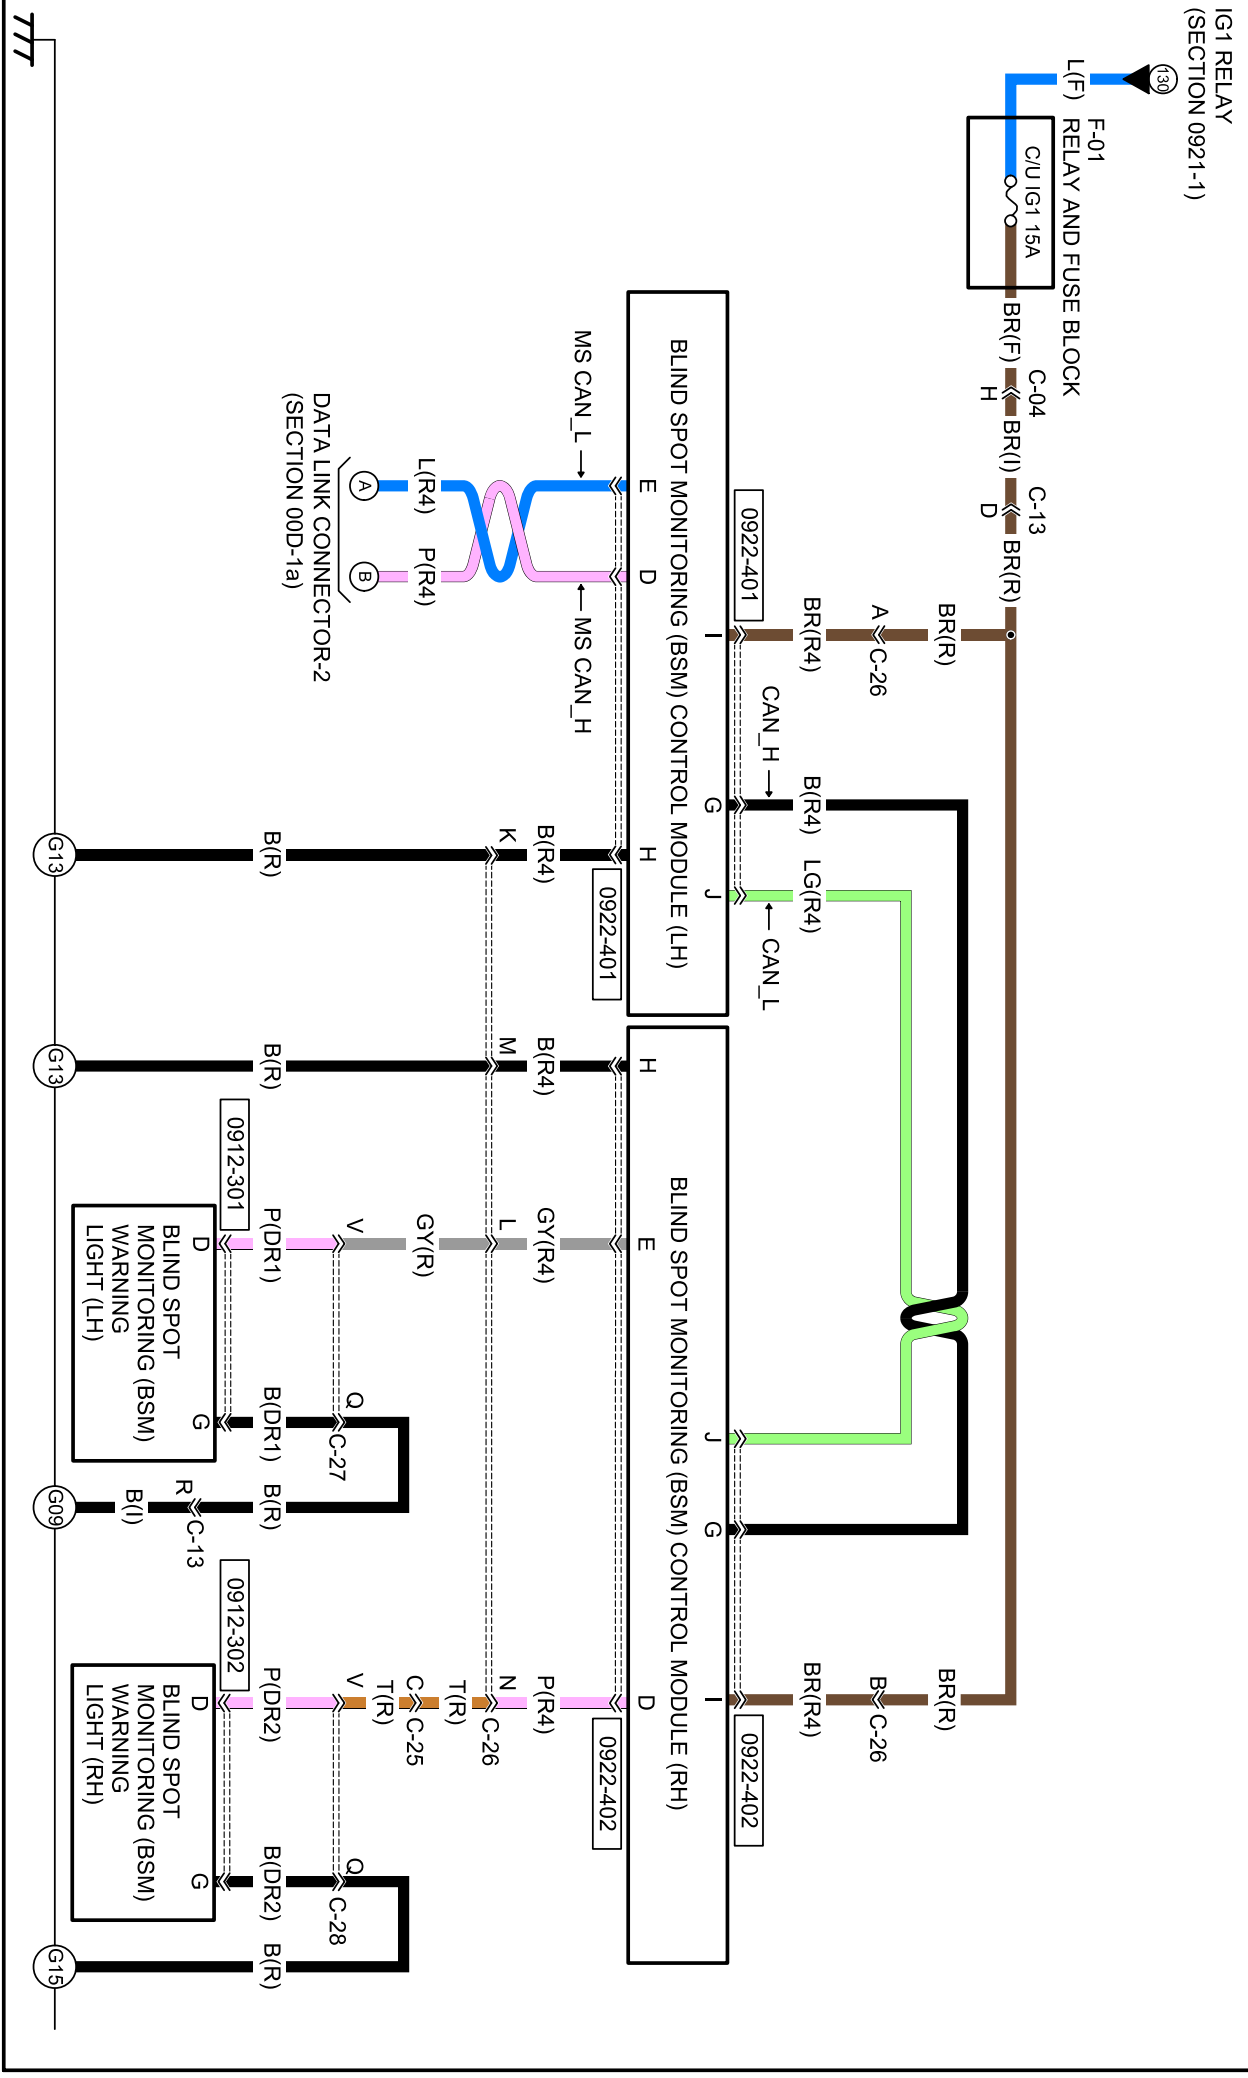 IG1 RELAY
(SECTION 0921-1)
130
L(F)
F-01
RELAY AND FUSE BLOCK
C/U IG1 15A
BR(F)
C-04
H
BR(I)
C-13
D
BR(R)
BR(R)
A
C-26
BR(R4)
BR(R)
B
C-26
BR(R4)
0922-401
CAN_H
B(R4)
LG(R4)
CAN_L
0922-402
I
G
J
J
G
I
BLIND SPOT MONITORING (BSM) CONTROL MODULE (LH)
BLIND SPOT MONITORING (BSM) CONTROL MODULE (RH)
E
D
H
H
E
D
0922-401
0922-402
MS CAN_L
MS CAN_H
L(R4)
P(R4)
A
B
DATA LINK CONNECTOR-2
(SECTION 00D-1a)
B(R4)
B(R4)
GY(R4)
P(R4)
K
M
L
N
C-26
T(R)
C
C-25
T(R)
GY(R)
V
Q
C-27
V
Q
C-28
B(R)
B(R)
P(DR1)
B(DR1)
B(R)
P(DR2)
B(DR2)
B(R)
0912-301
0912-302
R
C-13
B(I)
D
G
BLIND SPOT
MONITORING (BSM)
WARNING
LIGHT (LH)
D
G
BLIND SPOT
MONITORING (BSM)
WARNING
LIGHT (RH)
G13
G13
G09
G15